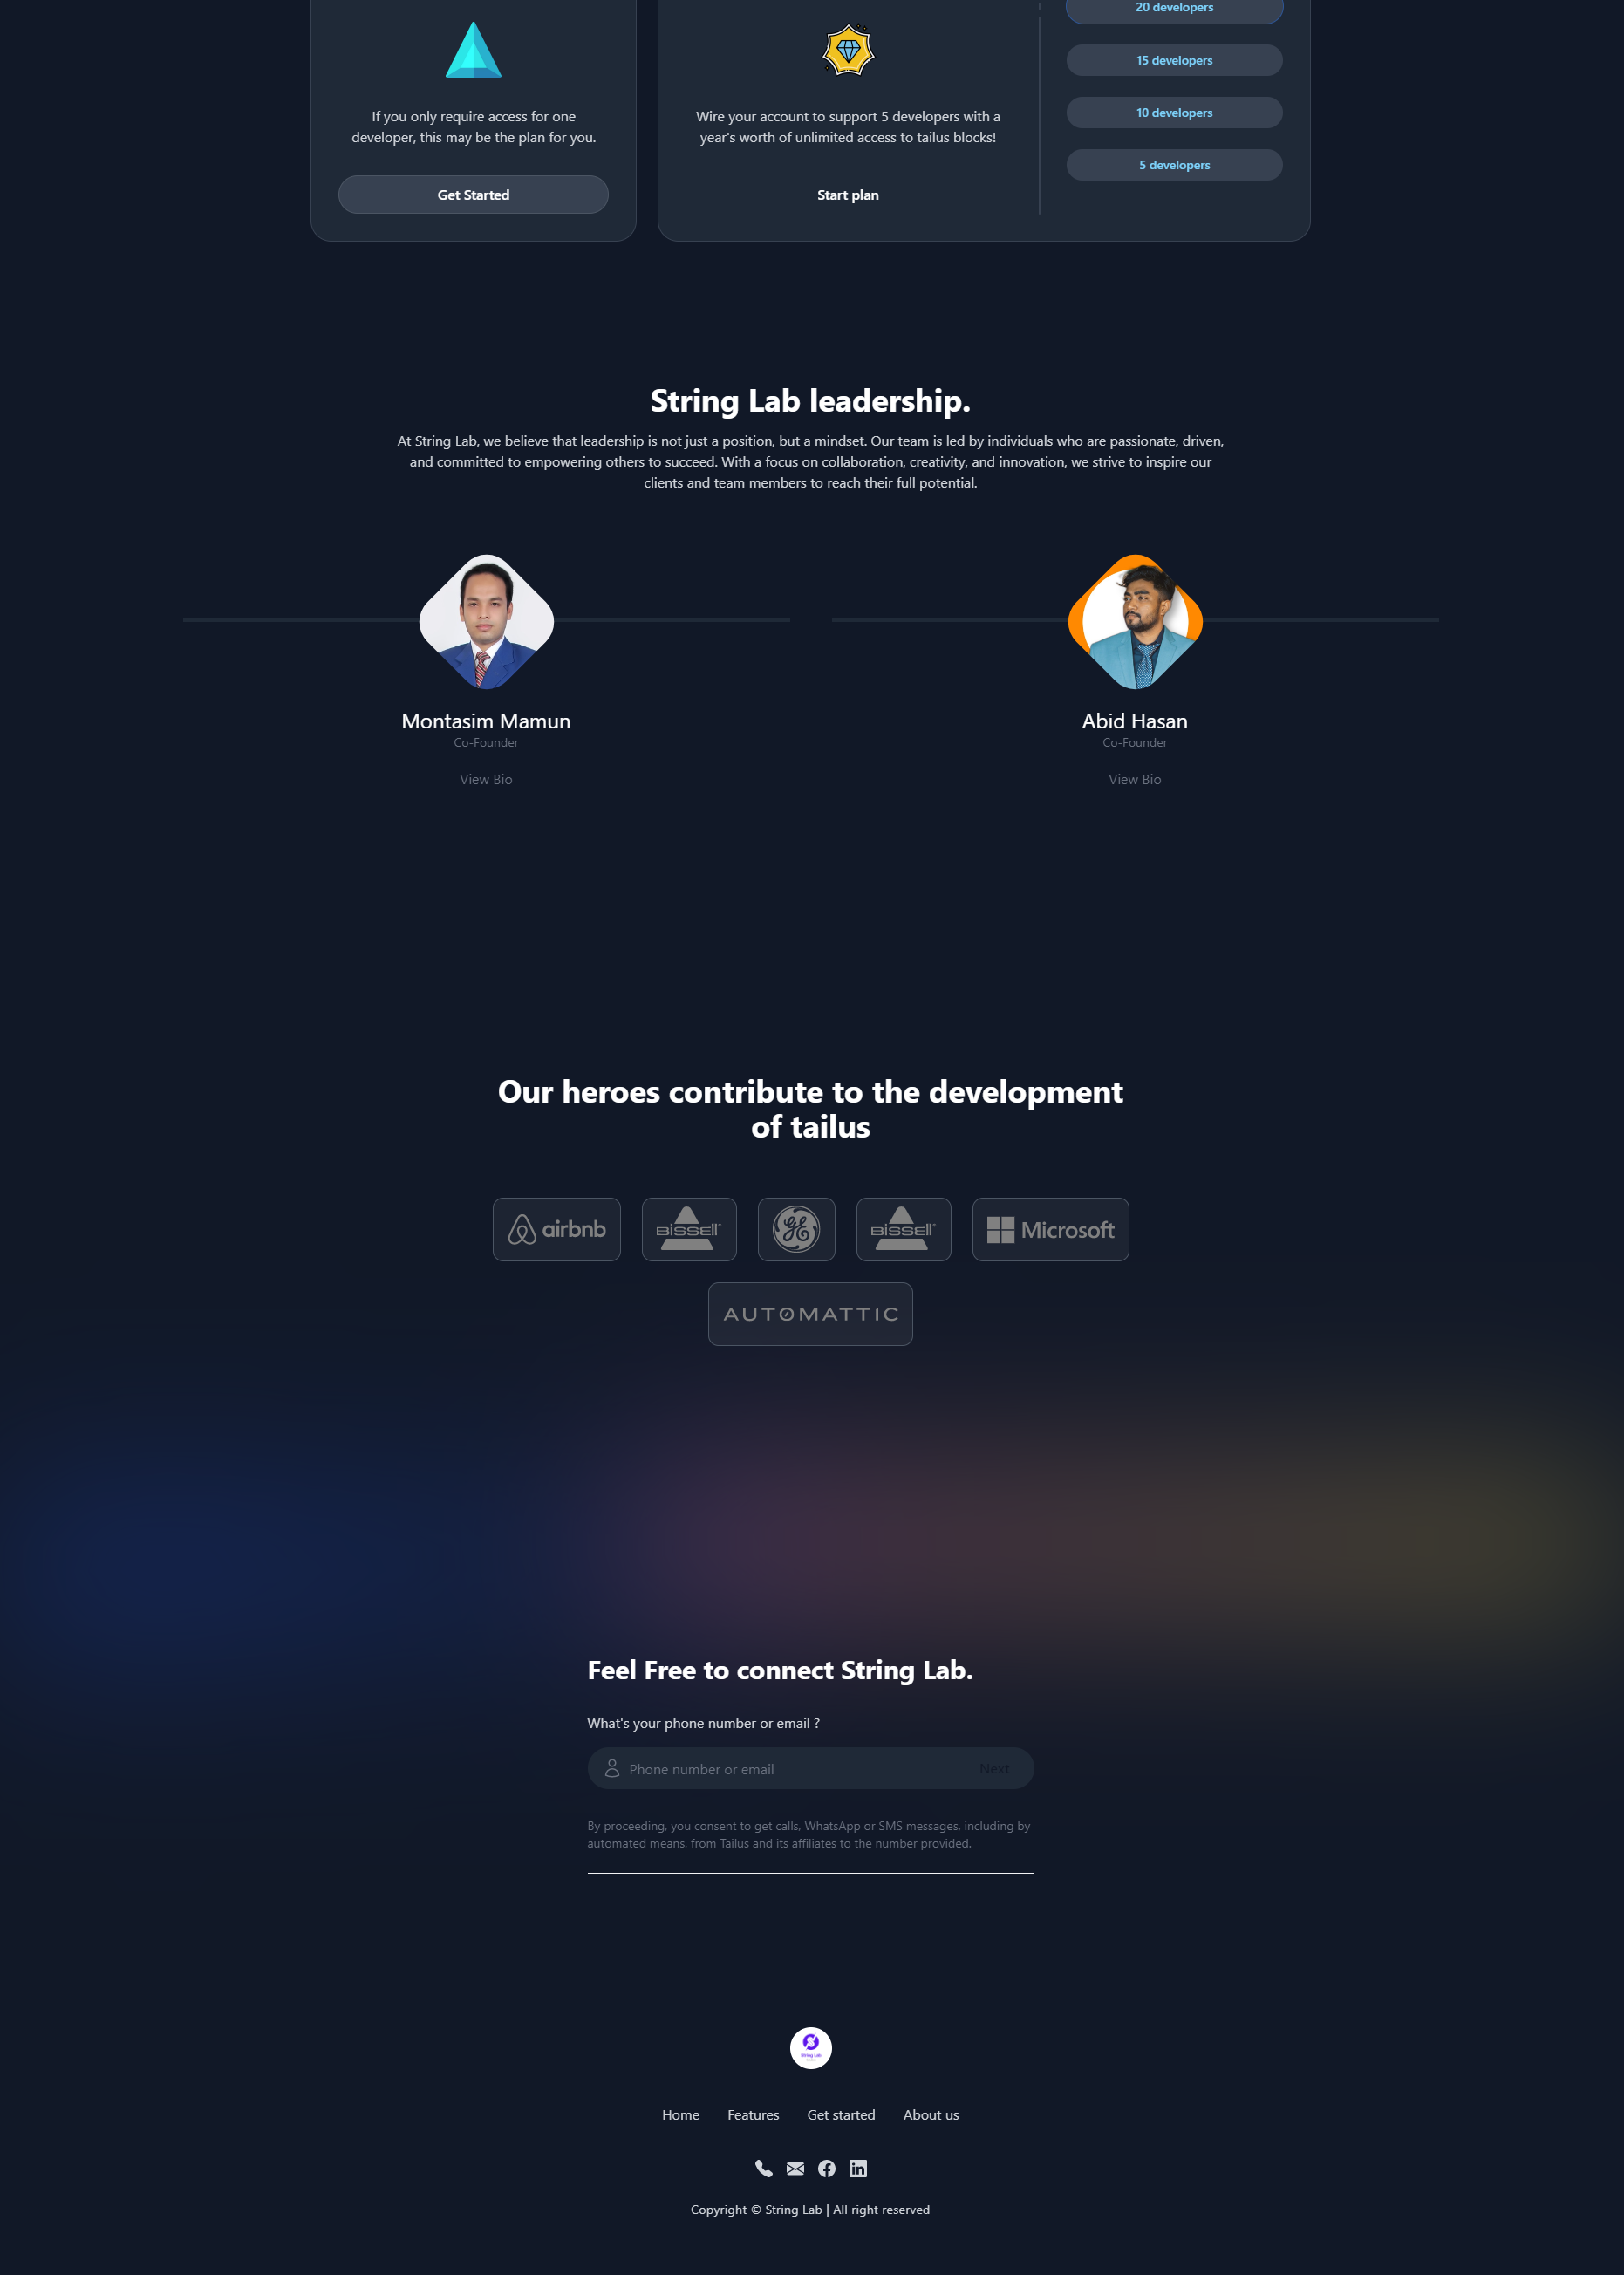 20 developers
15 developers
10 developers
5 developers
If you only require access for one
developer, this may be the plan for you.
Get Started
Wire your account to support 5 developers with a
year's worth of unlimited access to tailus blocks!
Start plan
String Lab leadership.
At String Lab, we believe that leadership is not just a position, but a mindset. Our team is led by individuals who are passionate, driven,
and committed to empowering others to succeed. With a focus on collaboration, creativity, and innovation, we strive to inspire our
clients and team members to reach their full potential.
Montasim Mamun
Co-Founder
View Bio
Abid Hasan
Co-Founder
View Bio
Our heroes contribute to the development
of tailus
airbnb
BISSELL®
GE
BISSELL®
Microsoft
AUTOMATTIC
Feel Free to connect String Lab.
What's your phone number or email ?
Phone number or email
Next
By proceeding, you consent to get calls, WhatsApp or SMS messages, including by
automated means, from Tailus and its affiliates to the number provided.
String Lab
Home Features Get started About us
Copyright © String Lab | All right reserved